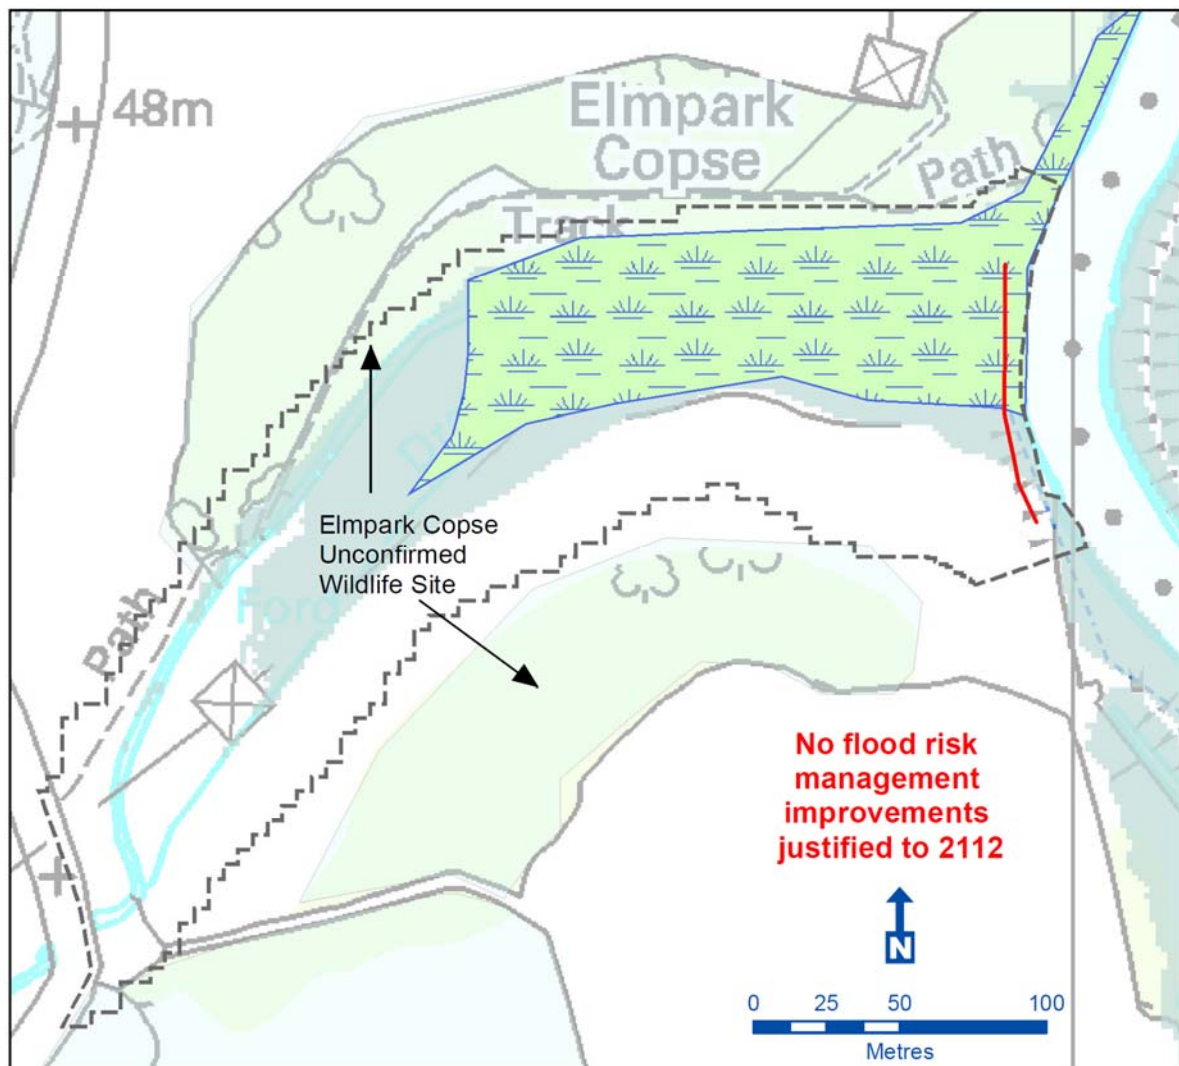 48m
Elmpark
Copse
Path
Track
Elmpark Copse
Unconfirmed
Wildlife Site
Ford
Path
No flood risk
management
improvements
justified to 2112
N
0 25 50 100
Metres